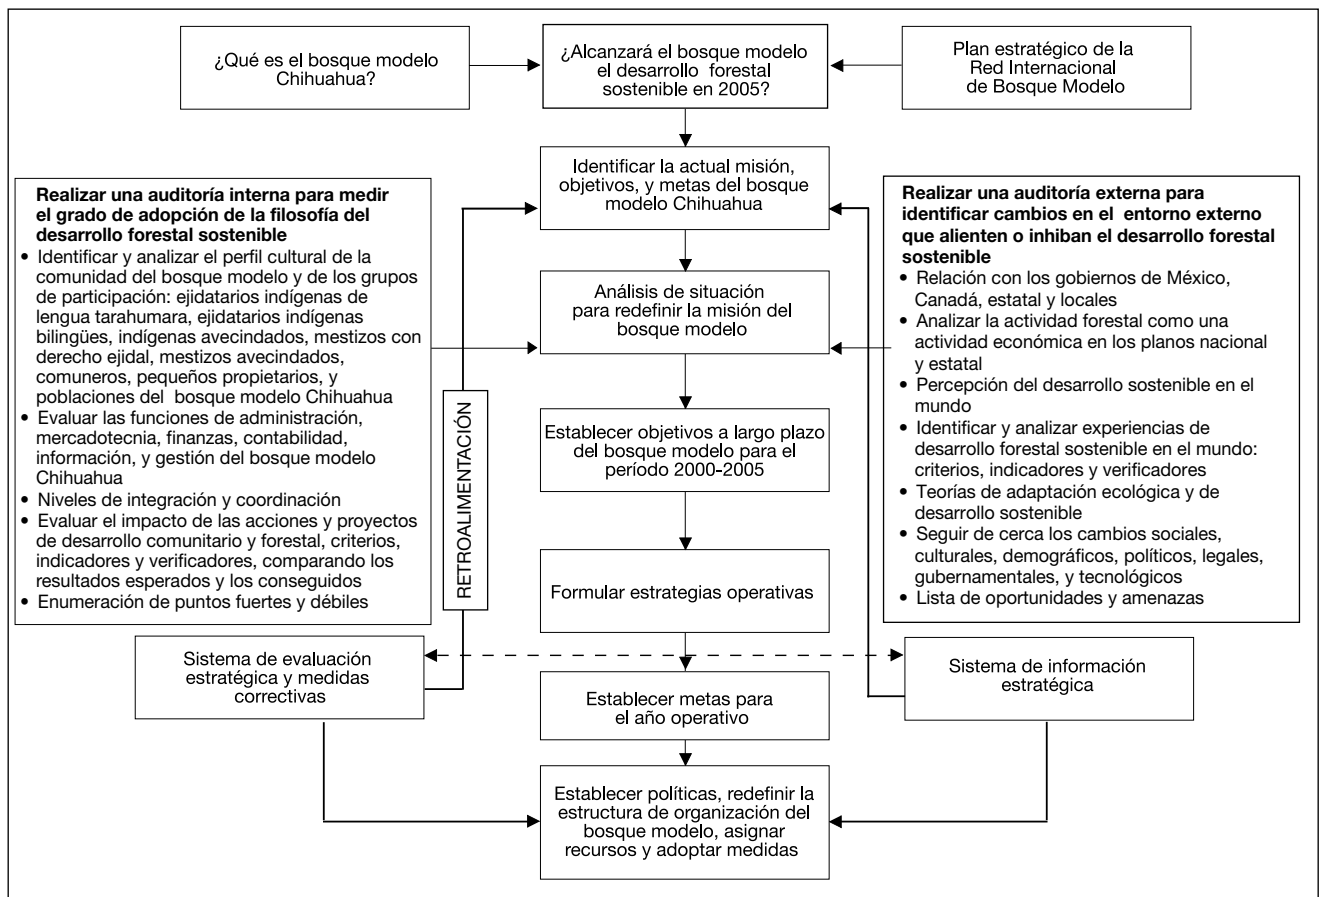 ¿Qué es el bosque modelo
Chihuahua?
¿Alcanzará el bosque modelo
el desarrollo forestal
sostenible en 2005?
Plan estratégico de la
Red Internacional
de Bosque Modelo
Identificar la actual misión,
objetivos, y metas del bosque
modelo Chihuahua
Realizar una auditoría interna para medir
el grado de adopción de la filosofía del
desarrollo forestal sostenible
• Identificar y analizar el perfil cultural de la
comunidad del bosque modelo y de los grupos
de participación: ejidatarios indígenas de
lengua tarahumara, ejidatarios indígenas
bilingües, indígenas avecindados, mestizos con
derecho ejidal, mestizos avecindados,
comuneros, pequeños propietarios, y
poblaciones del bosque modelo Chihuahua
• Evaluar las funciones de administración,
mercadotecnia, finanzas, contabilidad,
información, y gestión del bosque modelo
Chihuahua
• Niveles de integración y coordinación
• Evaluar el impacto de las acciones y proyectos
de desarrollo comunitario y forestal, criterios,
indicadores y verificadores, comparando los
resultados esperados y los conseguidos
• Enumeración de puntos fuertes y débiles
RETROALIMENTACIÓN
Análisis de situación
para redefinir la misión del
bosque modelo
Realizar una auditoría externa para
identificar cambios en el entorno externo
que alienten o inhiban el desarrollo forestal
sostenible
• Relación con los gobiernos de México,
Canadá, estatal y locales
• Analizar la actividad forestal como una
actividad económica en los planos nacional
y estatal
• Percepción del desarrollo sostenible en el
mundo
• Identificar y analizar experiencias de
desarrollo forestal sostenible en el mundo:
criterios, indicadores y verificadores
• Teorías de adaptación ecológica y de
desarrollo sostenible
• Seguir de cerca los cambios sociales,
culturales, demográficos, políticos, legales,
gubernamentales, y tecnológicos
• Lista de oportunidades y amenazas
Establecer objetivos a largo plazo
del bosque modelo para el
período 2000-2005
Formular estrategias operativas
Sistema de evaluación
estratégica y medidas
correctivas
Sistema de información
estratégica
Establecer metas para
el año operativo
Establecer políticas, redefinir la
estructura de organización del
bosque modelo, asignar
recursos y adoptar medidas